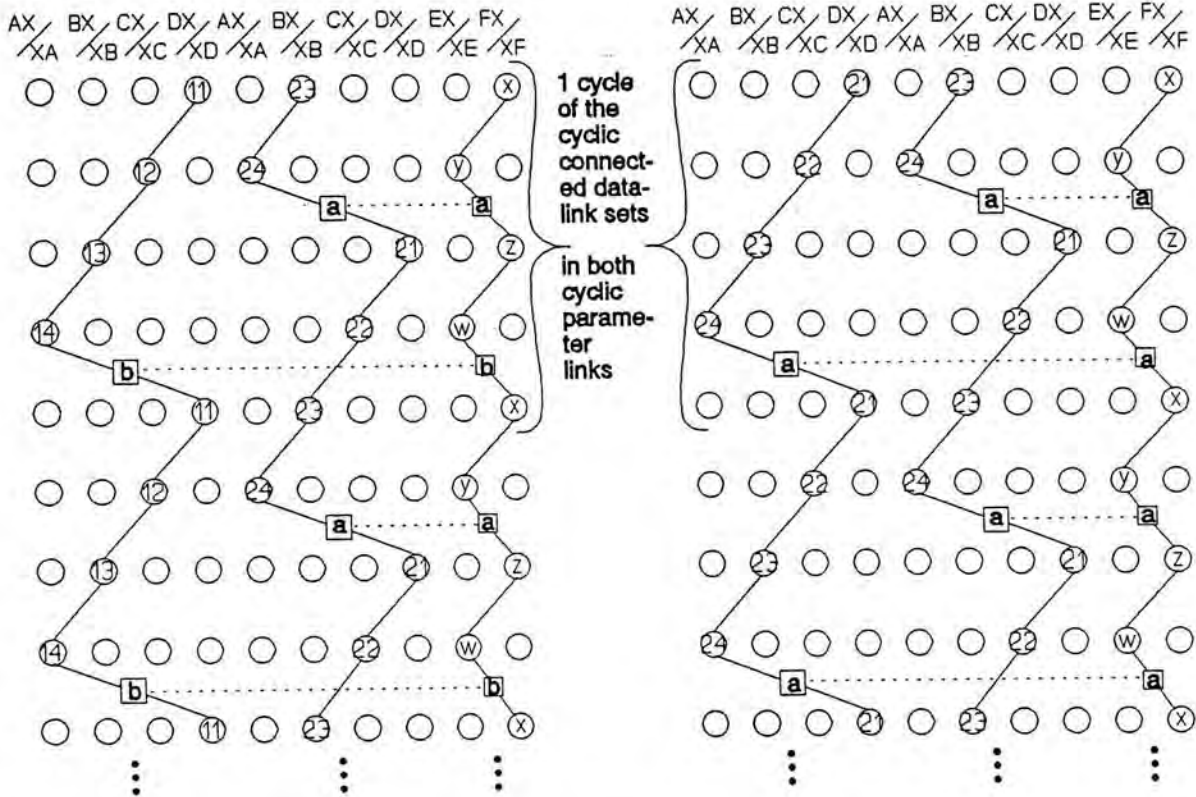 AX BX CX DX AX BX CX DX EX FX
XA XB XC XD XA XB XC XD XE XF
11 23 x
12 24 y
a a
13 21 z
14 22 w
b b
11 23 x
12 24 y
a a
13 21 z
14 22 w
b b
11 23 x
1 cycle
of the
cyclic
connect-
ed data-
link sets
in both
cyclic
parame-
ter
links
AX BX CX DX AX BX CX DX EX FX
XA XB XC XD XA XB XC XD XE XF
21 23 x
22 24 y
a a
23 21 z
24 22 w
a a
21 23 x
22 24 y
a a
23 21 z
24 22 w
a a
21 23 x